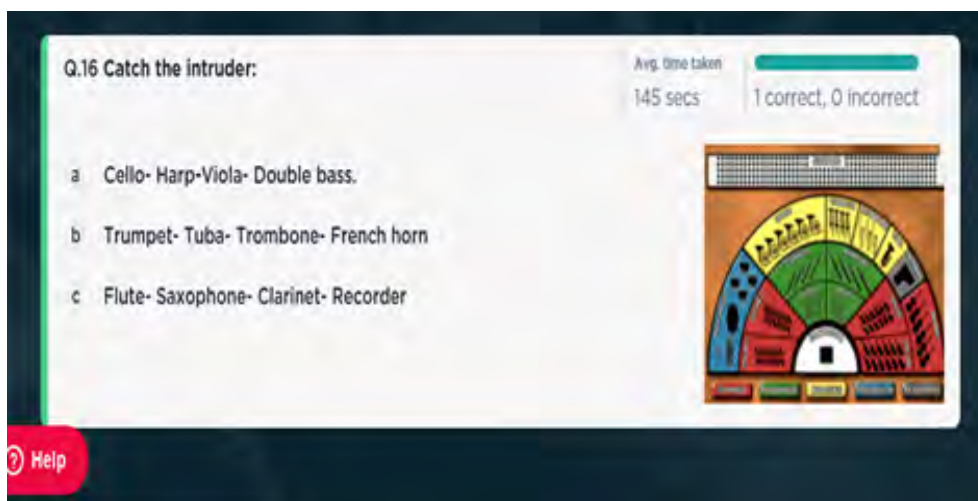 Q.16 Catch the intruder:
Avg. time taken
145 secs
1 correct, 0 incorrect
a Cello- Harp-Viola- Double bass.
b Trumpet- Tuba- Trombone- French horn
c Flute- Saxophone- Clarinet- Recorder
? Help